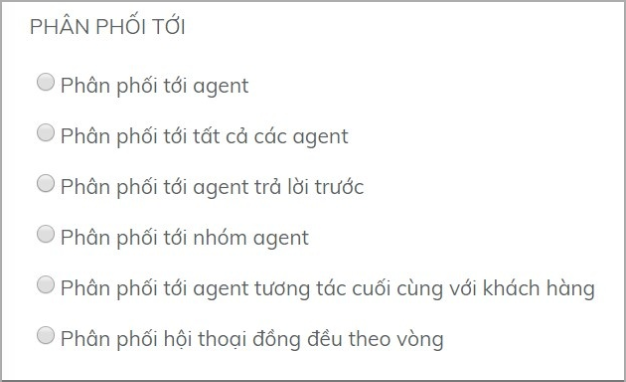 PHÂN PHỐI TỚI
Phân phối tới agent
Phân phối tới tất cả các agent
Phân phối tới agent trả lời trước
Phân phối tới nhóm agent
Phân phối tới agent tương tác cuối cùng với khách hàng
Phân phối hội thoại đồng đều theo vòng